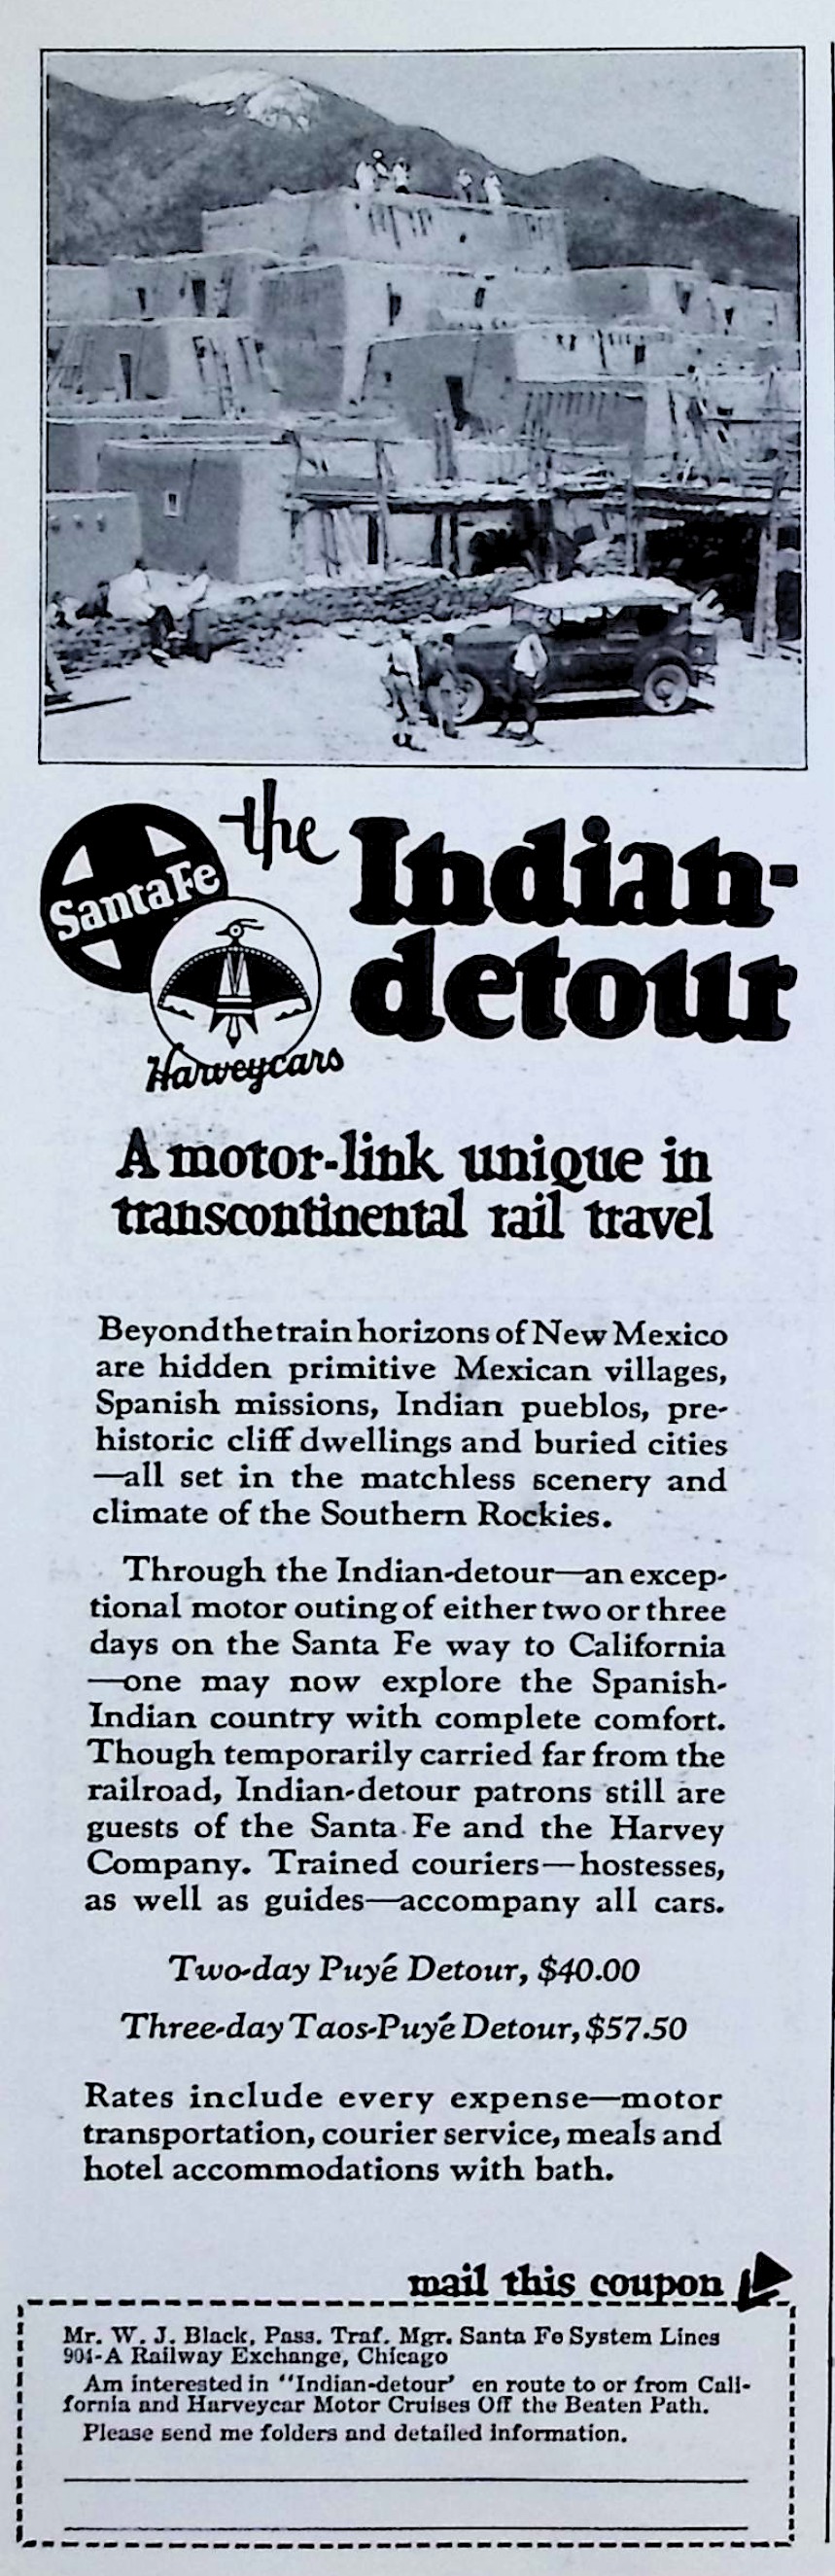 the Indian-
detour
SantaFe
Harveycars
A motor-link unique in
transcontinental rail travel
Beyond the train horizons of New Mexico
are hidden primitive Mexican villages,
Spanish missions, Indian pueblos, pre-
historic cliff dwellings and buried cities
—all set in the matchless scenery and
climate of the Southern Rockies.
Through the Indian-detour—an excep-
tional motor outing of either two or three
days on the Santa Fe way to California
—one may now explore the Spanish-
Indian country with complete comfort.
Though temporarily carried far from the
railroad, Indian-detour patrons still are
guests of the Santa Fe and the Harvey
Company. Trained couriers—hostesses,
as well as guides—accompany all cars.
Two-day Puyé Detour, $40.00
Three-day Taos-Puyé Detour, $57.50
Rates include every expense—motor
transportation, courier service, meals and
hotel accommodations with bath.
mail this coupon
Mr. W. J. Black, Pass. Traf. Mgr. Santa Fe System Lines
904-A Railway Exchange, Chicago
Am interested in "Indian-detour' en route to or from Cali-
fornia and Harveycar Motor Cruises Off the Beaten Path.
Please send me folders and detailed information.